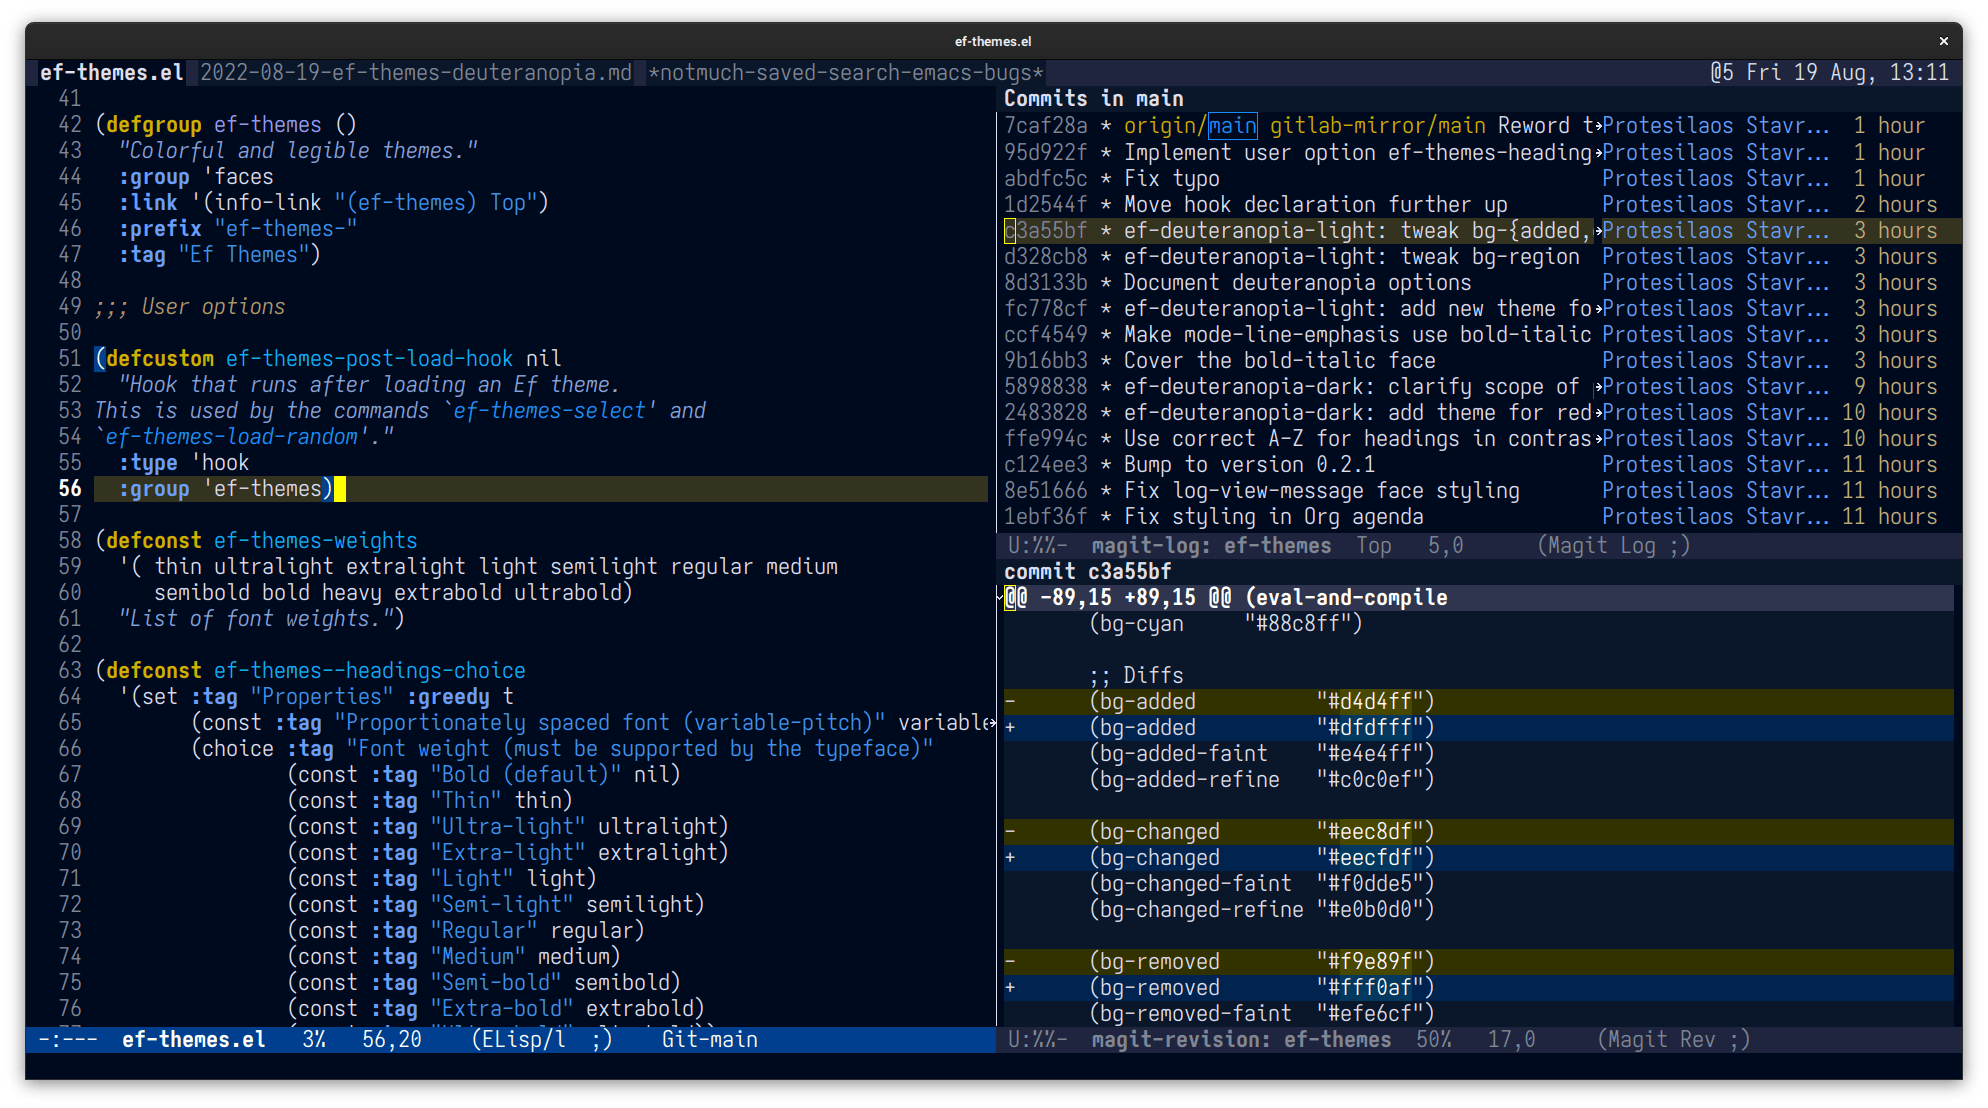 ef-themes.el
ef-themes.el 2022-08-19-ef-themes-deuteranopia.md *notmuch-saved-search-emacs-bugs* @5 Fri 19 Aug, 13:11
41
42 (defgroup ef-themes ()
43   "Colorful and legible themes."
44   :group 'faces
45   :link '(info-link "(ef-themes) Top")
46   :prefix "ef-themes-"
47   :tag "Ef Themes")
48
49 ;;; User options
50
51 (defcustom ef-themes-post-load-hook nil
52   "Hook that runs after loading an Ef theme.
53 This is used by the commands `ef-themes-select' and
54 `ef-themes-load-random'."
55   :type 'hook
56   :group 'ef-themes)
57
58 (defconst ef-themes-weights
59   '( thin ultralight extralight light semilight regular medium
60      semibold bold heavy extrabold ultrabold)
61   "List of font weights.")
62
63 (defconst ef-themes--headings-choice
64   '(set :tag "Properties" :greedy t
65         (const :tag "Proportionately spaced font (variable-pitch)" variable
66         (choice :tag "Font weight (must be supported by the typeface)"
67                 (const :tag "Bold (default)" nil)
68                 (const :tag "Thin" thin)
69                 (const :tag "Ultra-light" ultralight)
70                 (const :tag "Extra-light" extralight)
71                 (const :tag "Light" light)
72                 (const :tag "Semi-light" semilight)
73                 (const :tag "Regular" regular)
74                 (const :tag "Medium" medium)
75                 (const :tag "Semi-bold" semibold)
76                 (const :tag "Extra-bold" extrabold)
-:---  ef-themes.el   3%   56,20    (ELisp/l  ;)    Git-main
Commits in main
7caf28a * origin/main gitlab-mirror/main Reword t Protesilaos Stavr... 1 hour
95d922f * Implement user option ef-themes-heading Protesilaos Stavr... 1 hour
abdfc5c * Fix typo Protesilaos Stavr... 1 hour
1d2544f * Move hook declaration further up Protesilaos Stavr... 2 hours
c3a55bf * ef-deuteranopia-light: tweak bg-{added, Protesilaos Stavr... 3 hours
d328cb8 * ef-deuteranopia-light: tweak bg-region Protesilaos Stavr... 3 hours
8d3133b * Document deuteranopia options Protesilaos Stavr... 3 hours
fc778cf * ef-deuteranopia-light: add new theme fo Protesilaos Stavr... 3 hours
ccf4549 * Make mode-line-emphasis use bold-italic Protesilaos Stavr... 3 hours
9b16bb3 * Cover the bold-italic face Protesilaos Stavr... 3 hours
5898838 * ef-deuteranopia-dark: clarify scope of Protesilaos Stavr... 9 hours
2483828 * ef-deuteranopia-dark: add theme for red Protesilaos Stavr... 10 hours
ffe994c * Use correct A-Z for headings in contras Protesilaos Stavr... 10 hours
c124ee3 * Bump to version 0.2.1 Protesilaos Stavr... 11 hours
8e51666 * Fix log-view-message face styling Protesilaos Stavr... 11 hours
1ebf36f * Fix styling in Org agenda Protesilaos Stavr... 11 hours
U:%%-  magit-log: ef-themes  Top   5,0      (Magit Log ;)
commit c3a55bf
@@ -89,15 +89,15 @@ (eval-and-compile
       (bg-cyan     "#88c8ff")
       ;; Diffs
-      (bg-added          "#d4d4ff")
+      (bg-added          "#dfdfff")
       (bg-added-faint    "#e4e4ff")
       (bg-added-refine   "#c0c0ef")
-      (bg-changed        "#eec8df")
+      (bg-changed        "#eecfdf")
       (bg-changed-faint  "#f0dde5")
       (bg-changed-refine "#e0b0d0")
-      (bg-removed        "#f9e89f")
+      (bg-removed        "#fff0af")
       (bg-removed-faint  "#efe6cf")
U:%%-  magit-revision: ef-themes  50%   17,0     (Magit Rev ;)